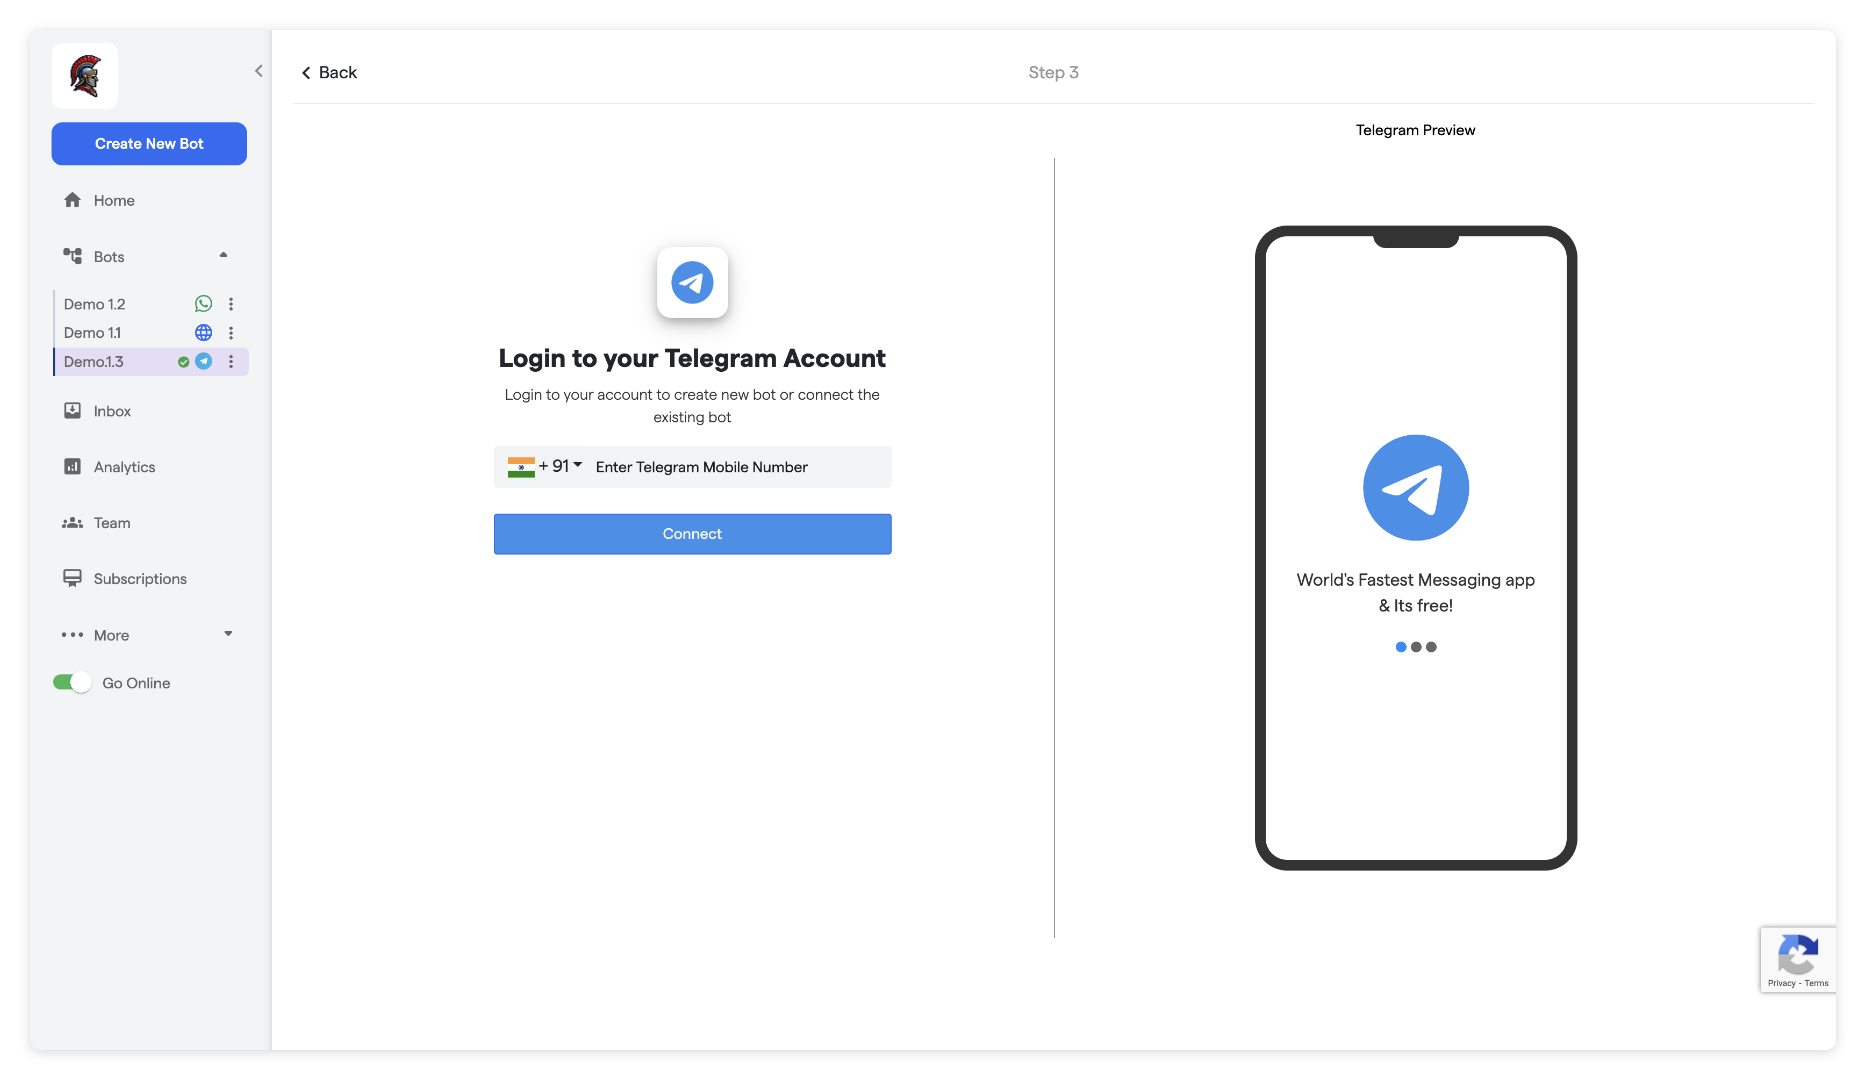 Create New Bot
Home
Bots
Demo 1.2
Demo 1.1
Demo.1.3
Inbox
Analytics
Team
Subscriptions
More
Go Online
Back
Step 3
Login to your Telegram Account
Login to your account to create new bot or connect the
existing bot
+ 91 Enter Telegram Mobile Number
Connect
Telegram Preview
World's Fastest Messaging app
& Its free!
Privacy - Terms